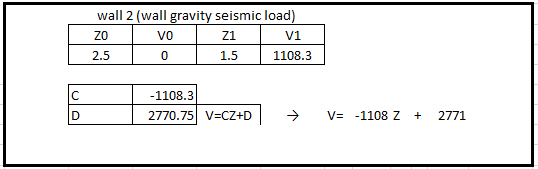 wall 2 (wall gravity seismic load)
Z0 V0 Z1 V1
2.5 0 1.5 1108.3
C -1108.3
D 2770.75 V=CZ+D → V= -1108 Z + 2771